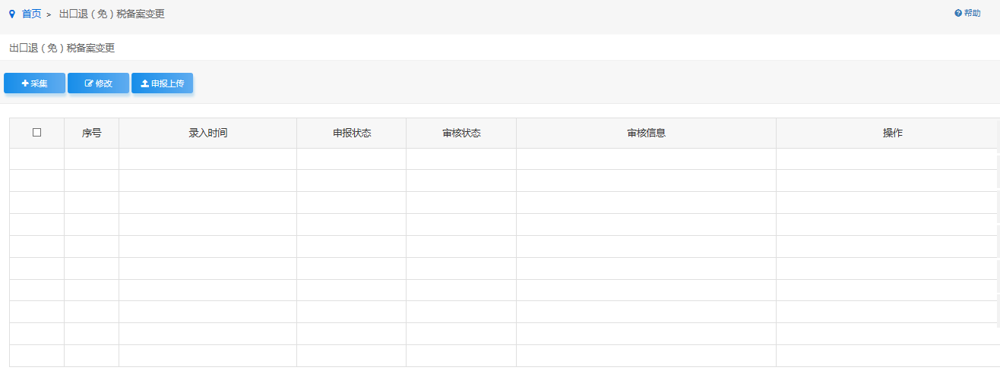 首页 > 出口退（免）税备案变更 帮助
出口退（免）税备案变更
采集 修改 申报上传
序号 录入时间 申报状态 审核状态 审核信息 操作